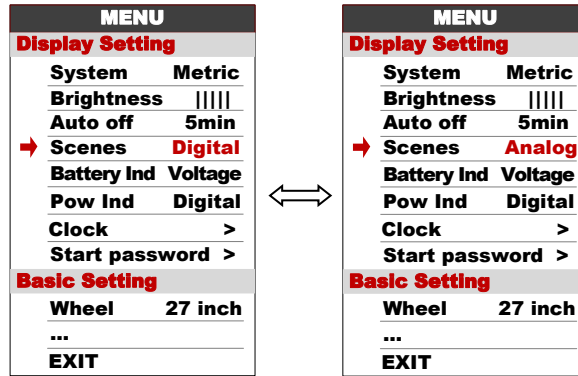 MENU
Display Setting
System Metric
Brightness |||||
Auto off 5min
Scenes Digital
Battery Ind Voltage
Pow Ind Digital
Clock >
Start password >
Basic Setting
Wheel 27 inch
...
EXIT
MENU
Display Setting
System Metric
Brightness |||||
Auto off 5min
Scenes Analog
Battery Ind Voltage
Pow Ind Digital
Clock >
Start password >
Basic Setting
Wheel 27 inch
...
EXIT